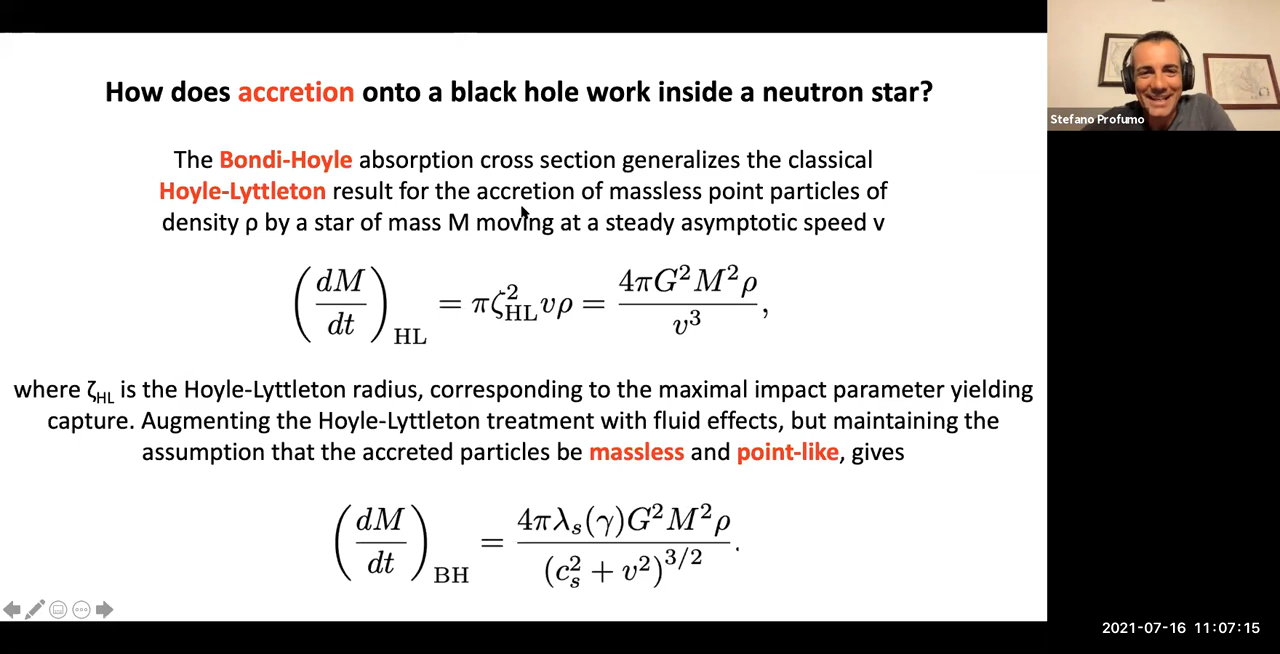 How does accretion onto a black hole work inside a neutron star?
The Bondi-Hoyle absorption cross section generalizes the classical
Hoyle-Lyttleton result for the accretion of massless point particles of
density ρ by a star of mass M moving at a steady asymptotic speed v
(dM/dt)_HL = πζ²_HL vρ = 4πG²M²ρ / v³ ,
where ζHL is the Hoyle-Lyttleton radius, corresponding to the maximal impact parameter yielding
capture. Augmenting the Hoyle-Lyttleton treatment with fluid effects, but maintaining the
assumption that the accreted particles be massless and point-like, gives
(dM/dt)_BH = 4πλ_s(γ)G²M²ρ / (c_s² + v²)^3/2 .
Stefano Profumo
2021-07-16 11:07:15